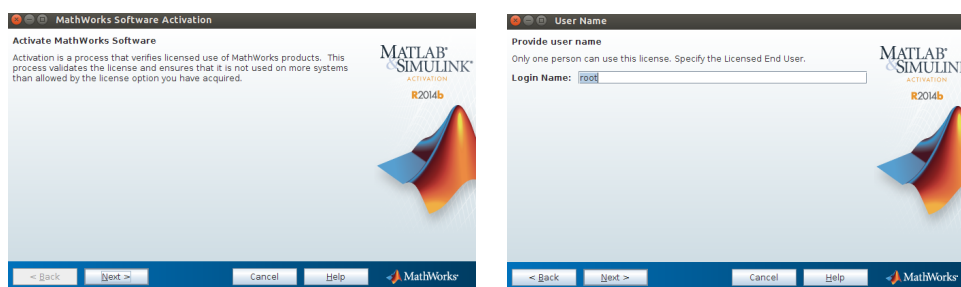 MathWorks Software Activation
Activate MathWorks Software
Activation is a process that verifies licensed use of MathWorks products. This
process validates the license and ensures that it is not used on more systems
than allowed by the license option you have acquired.
MATLAB®
&SIMULINK®
ACTIVATION
R2014b
< Back
Next >
Cancel
Help
MathWorks®
User Name
Provide user name
Only one person can use this license. Specify the Licensed End User.
Login Name:
root
MATLAB®
&SIMULIN
ACTIVATION
R2014b
< Back
Next >
Cancel
Help
MathWorks®